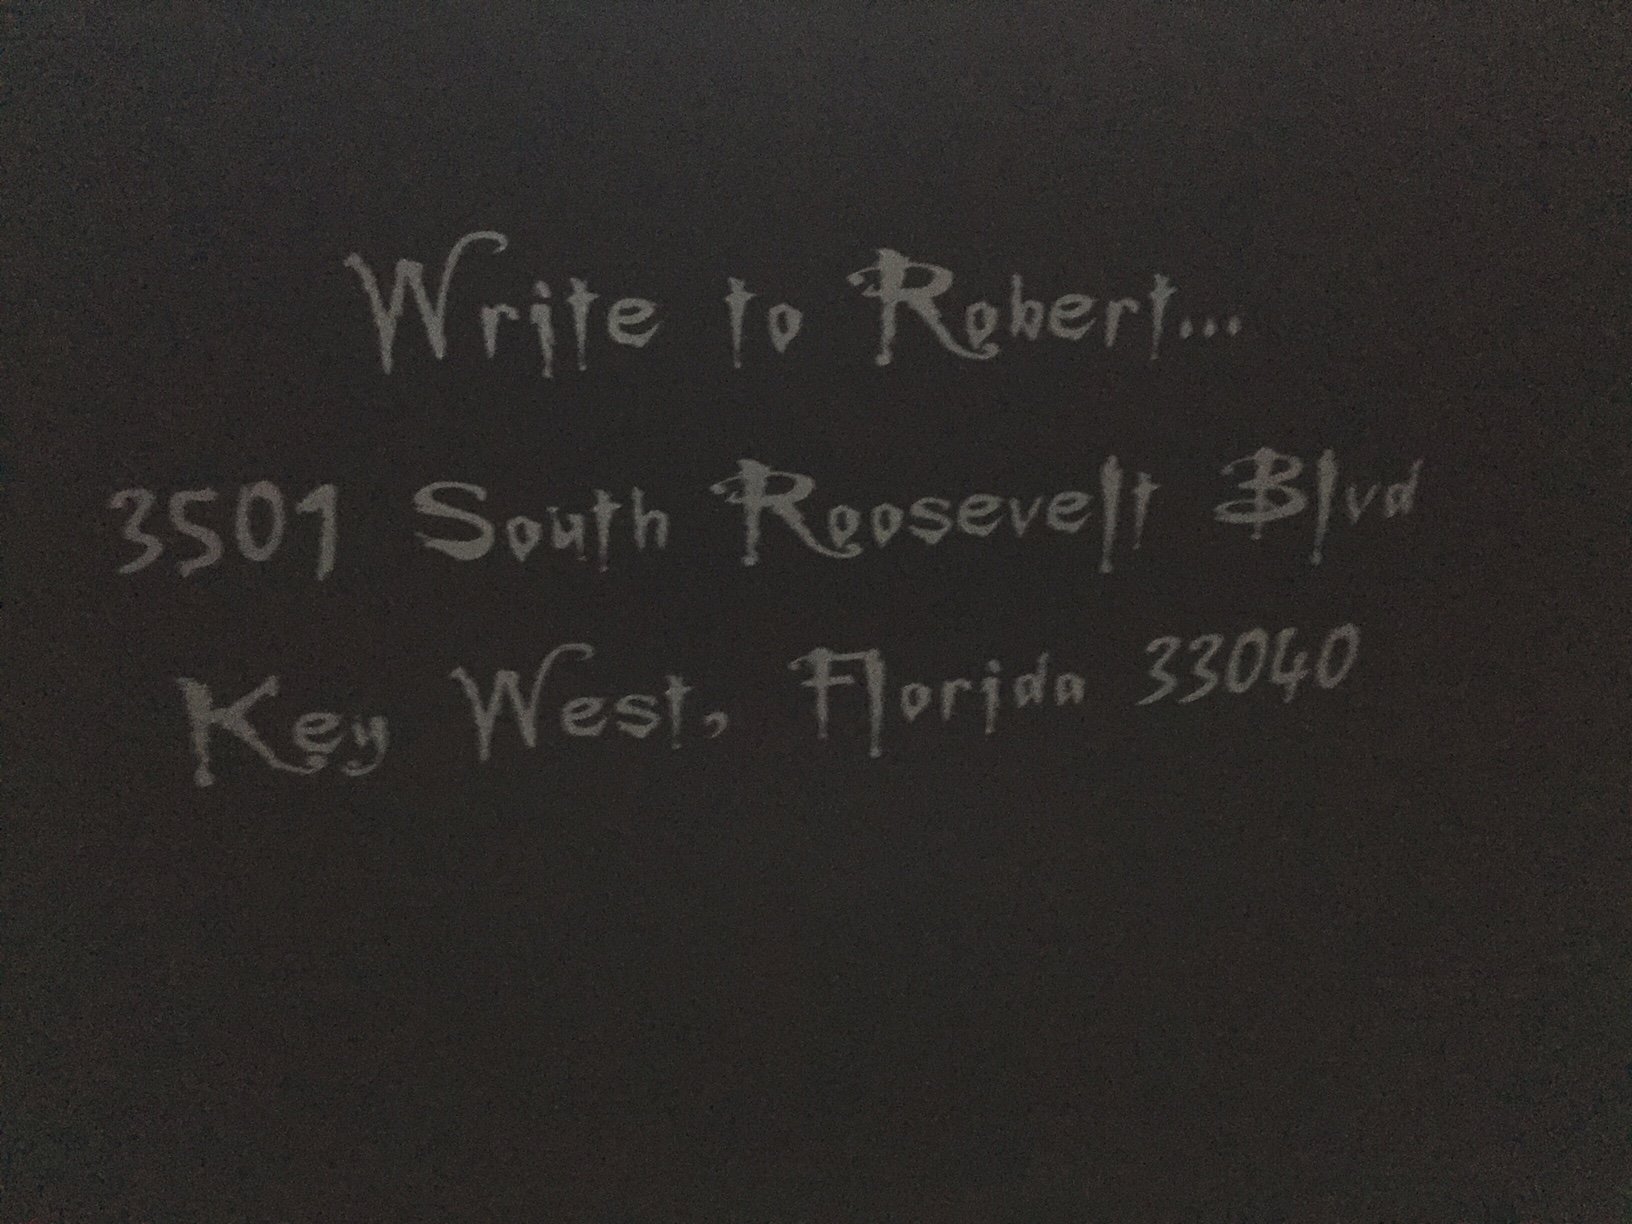 Write to Robert...
3501 South Roosevelt Blvd
Key West, Florida 33040